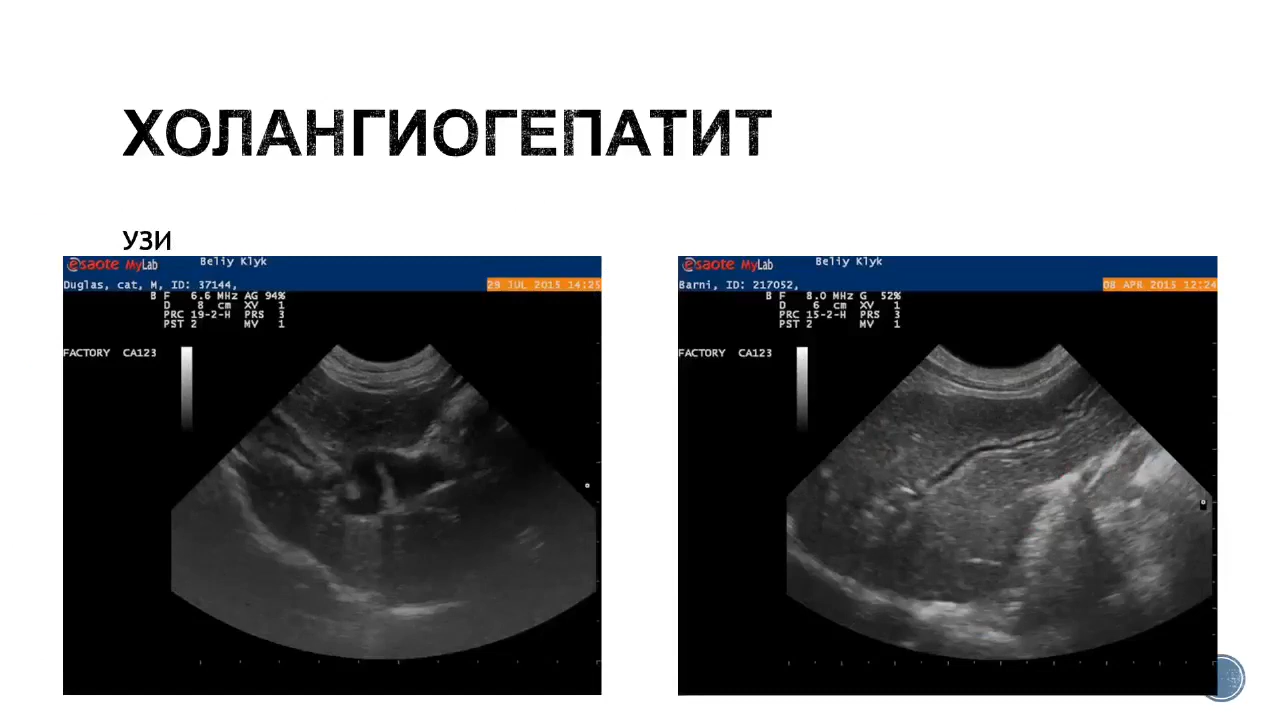 ХОЛАНГИОГЕПАТИТ
УЗИ
esaote MyLab Beliy Klyk
Duglas, cat, M, ID: 37144, 29 JUL 2015 14:25
B F 6.6 MHz AG 94%
D 8 cm XV 1
PRC 19-2-H PRS 3
PST 2 MV 1
FACTORY CA123
esaote MyLab Beliy Klyk
Barni, ID: 217052, 08 APR 2015 12:24
B F 8.0 MHz G 52%
D 6 cm XV 1
PRC 15-2-H PRS 3
PST 2 MV 1
FACTORY CA123